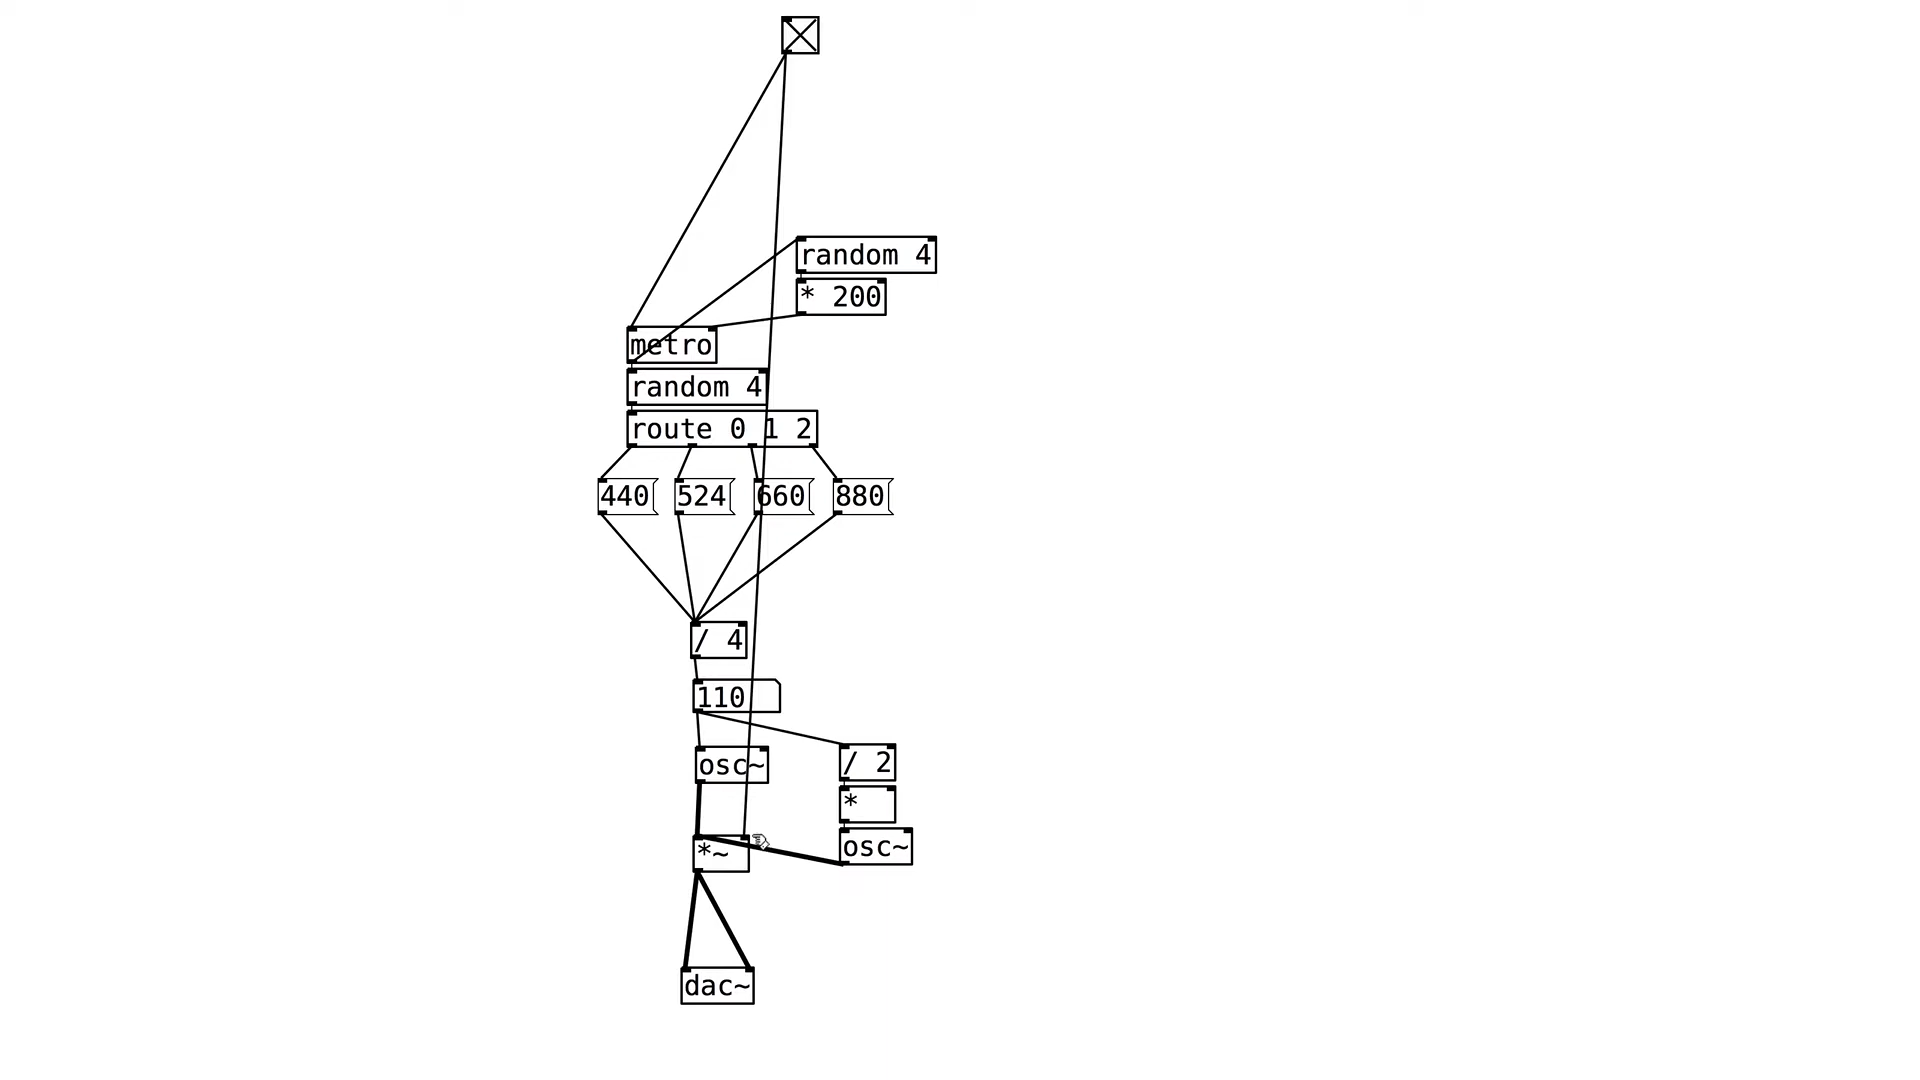 random 4
* 200
metro
random 4
route 0 1 2
440 524 660 880
/ 4
110
osc~
/ 2
*
osc~
*~
dac~